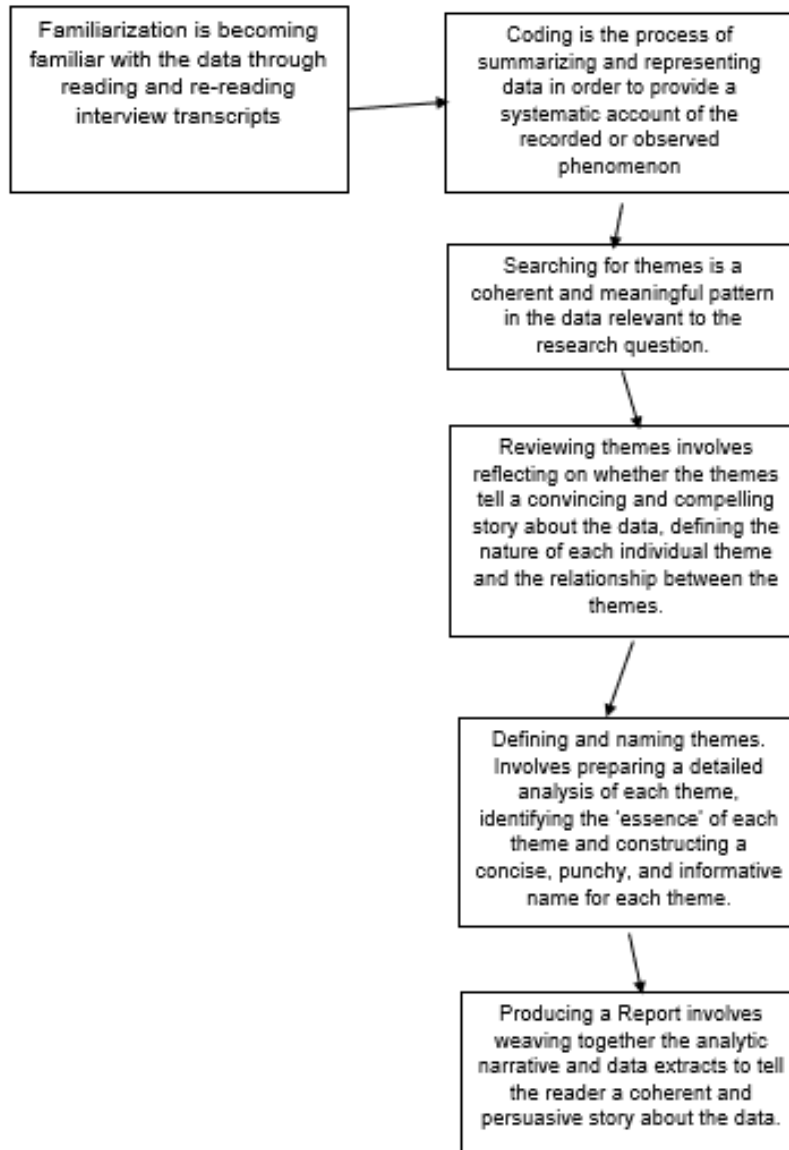 Familiarization is becoming
familiar with the data through
reading and re-reading
interview transcripts
Coding is the process of
summarizing and representing
data in order to provide a
systematic account of the
recorded or observed
phenomenon
Searching for themes is a
coherent and meaningful pattern
in the data relevant to the
research question.
Reviewing themes involves
reflecting on whether the themes
tell a convincing and compelling
story about the data, defining the
nature of each individual theme
and the relationship between the
themes.
Defining and naming themes.
Involves preparing a detailed
analysis of each theme,
identifying the 'essence' of each
theme and constructing a
concise, punchy, and informative
name for each theme.
Producing a Report involves
weaving together the analytic
narrative and data extracts to tell
the reader a coherent and
persuasive story about the data.